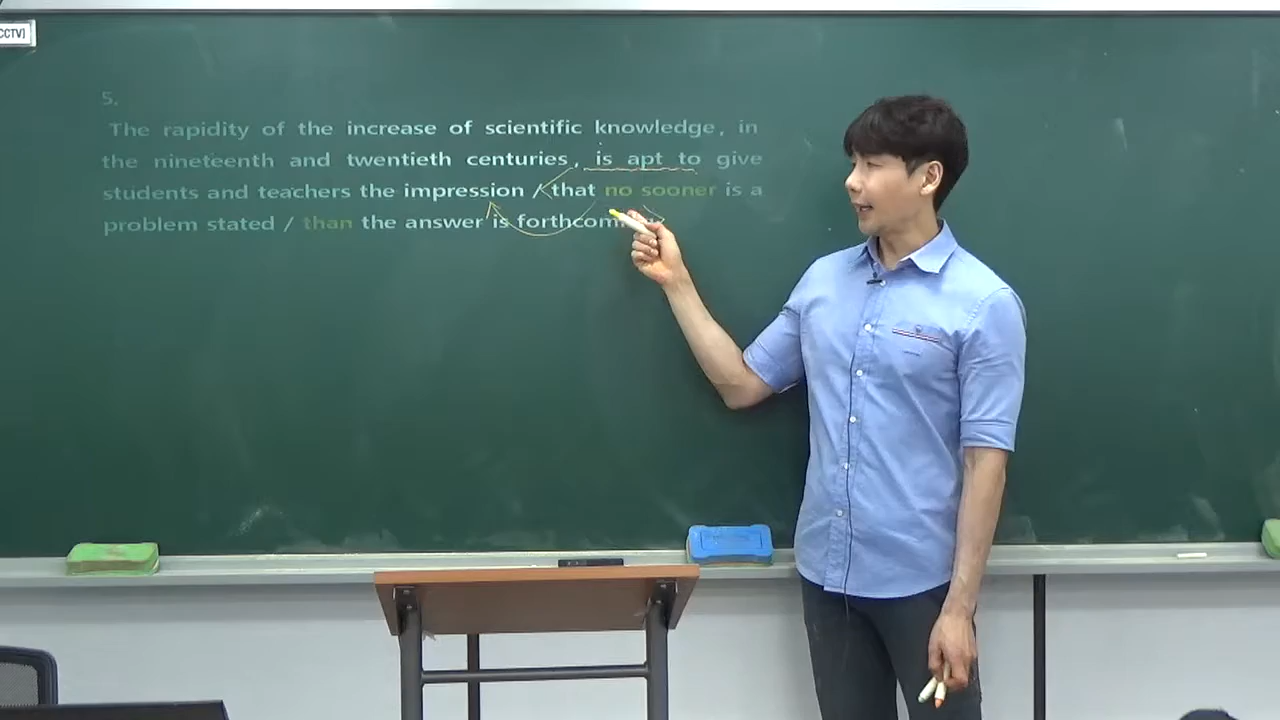 CCTV]
5.
The rapidity of the increase of scientific knowledge, in
the nineteenth and twentieth centuries, is apt to give
students and teachers the impression / that no sooner is a
problem stated / than the answer is